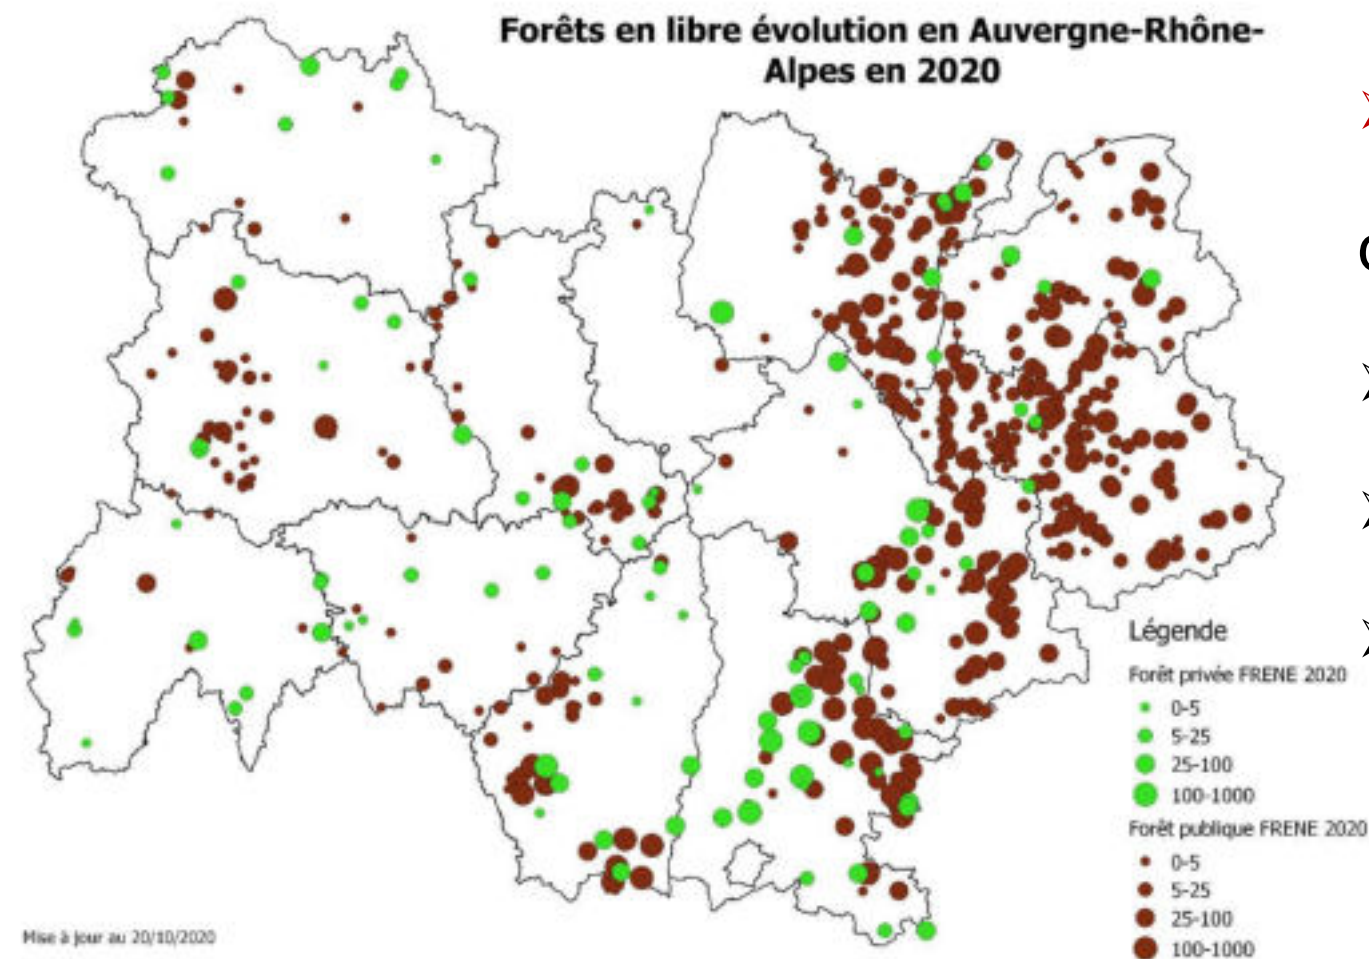 Forêts en libre évolution en Auvergne-Rhône-
Alpes en 2020
Légende
Forêt privée FRENE 2020
0-5
5-25
25-100
100-1000
Forêt publique FRENE 2020
0-5
5-25
25-100
100-1000
Mise à jour au 20/10/2020